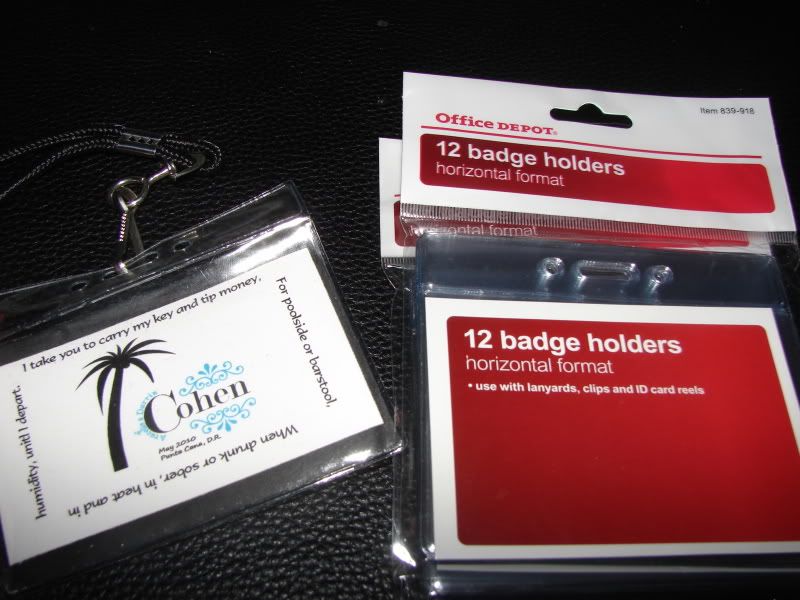 I take you to carry my key and tip money,
For poolside or barstool,
When drunk or sober, in heat and in
humidity, until I depart.
Cohen
May 2010
Punta Cana, D.R.
Item 839-918
Office DEPOT®
12 badge holders
horizontal format
horizontal format
12 badge holders
horizontal format
• use with lanyards, clips and ID card reels